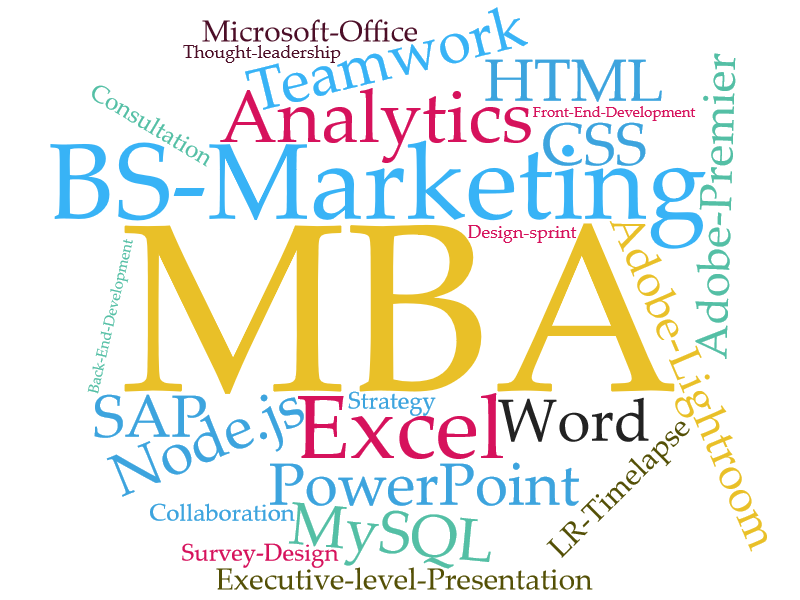 Microsoft-Office
Thought-leadership
Teamwork
HTML
Consultation
Analytics
Front-End-Development
CSS
Adobe-Premier
BS-Marketing
Design-sprint
MBA
Adobe-Lightroom
Back-End-Development
SAP
Node.js
Strategy
Excel
Word
PowerPoint
LR-Timelapse
Collaboration
MySQL
Survey-Design
Executive-level-Presentation